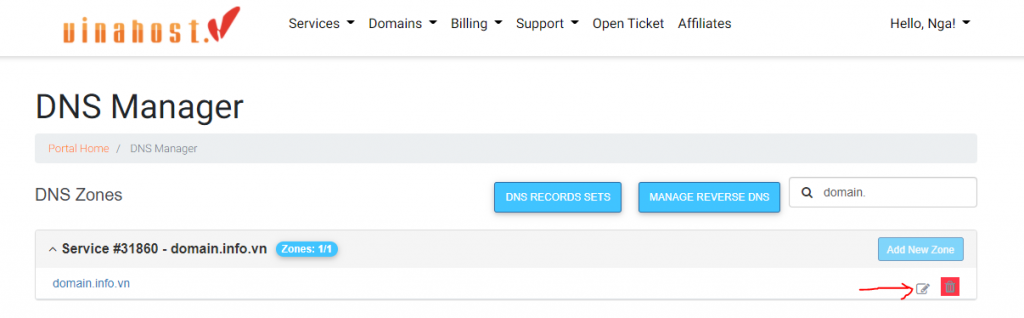 vinahost.
Services Domains Billing Support Open Ticket Affiliates Hello, Nga!
DNS Manager
Portal Home / DNS Manager
DNS Zones DNS RECORDS SETS MANAGE REVERSE DNS domain.
Service #31860 - domain.info.vn Zones: 1/1 Add New Zone
domain.info.vn